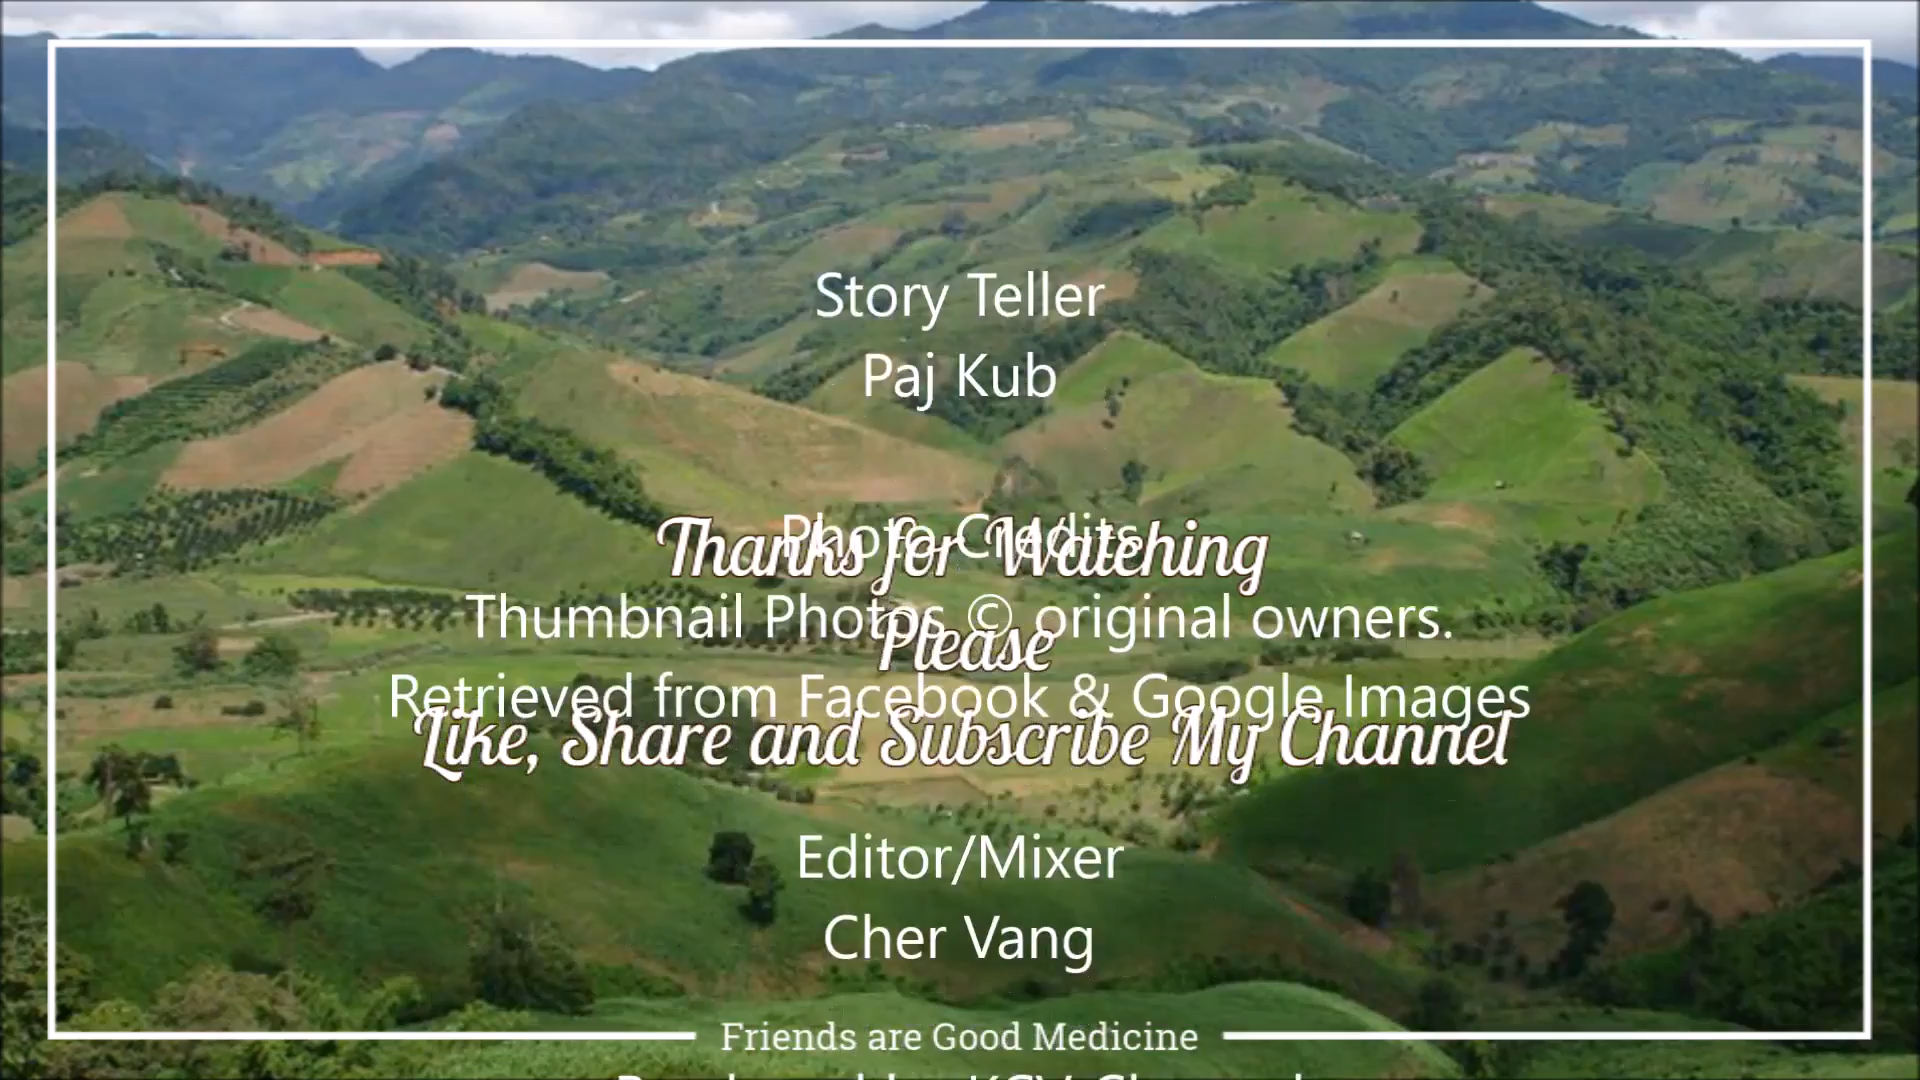 Story Teller
Paj Kub
Photo Credits
Thanks for Watching
Thumbnail Photos © original owners.
Please
Retrieved from Facebook & Google Images
Like, Share and Subscribe My Channel
Editor/Mixer
Cher Vang
Friends are Good Medicine